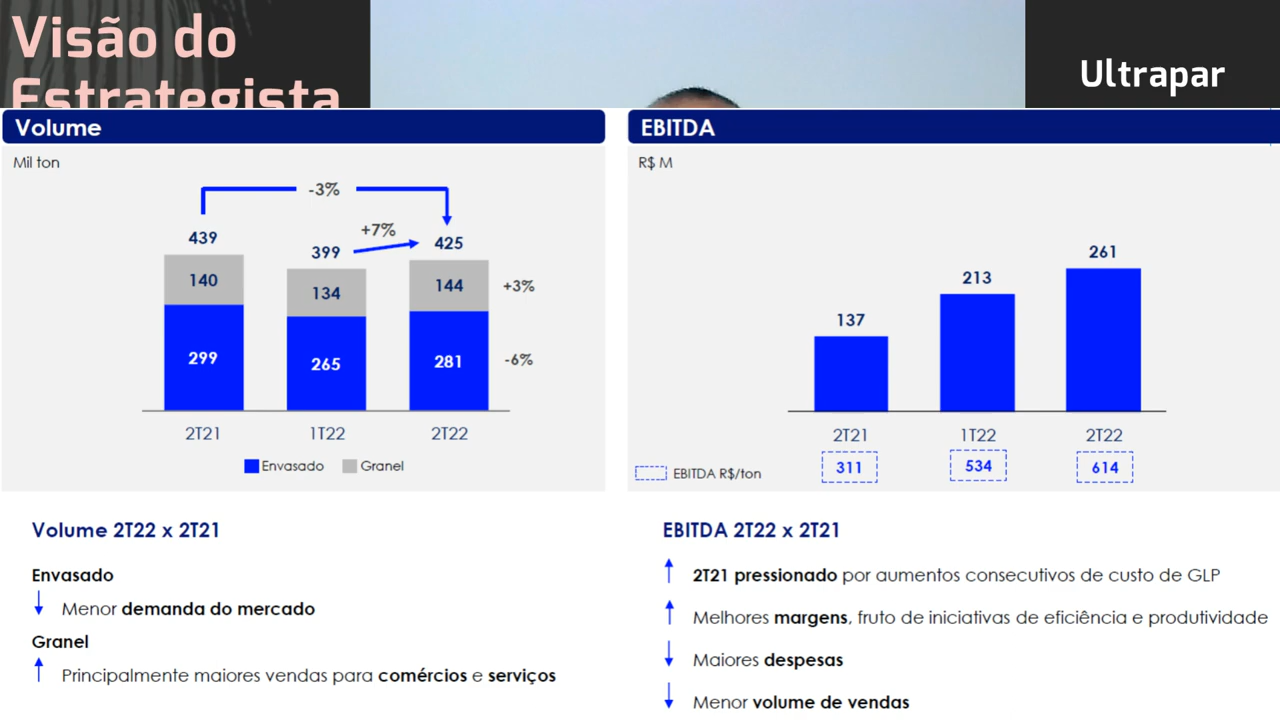 Visão do
Estrategista
Ultrapar
Volume
Mil ton
-3%
+7%
439
399
425
140
134
144
+3%
299
265
281
-6%
2T21
1T22
2T22
Envasado
Granel
EBITDA
R$ M
137
213
261
2T21
1T22
2T22
EBITDA R$/ton
311
534
614
Volume 2T22 x 2T21
Envasado
↓ Menor demanda do mercado
Granel
↑ Principalmente maiores vendas para comércios e serviços
EBITDA 2T22 x 2T21
↑ 2T21 pressionado por aumentos consecutivos de custo de GLP
↑ Melhores margens, fruto de iniciativas de eficiência e produtividade
↓ Maiores despesas
↓ Menor volume de vendas